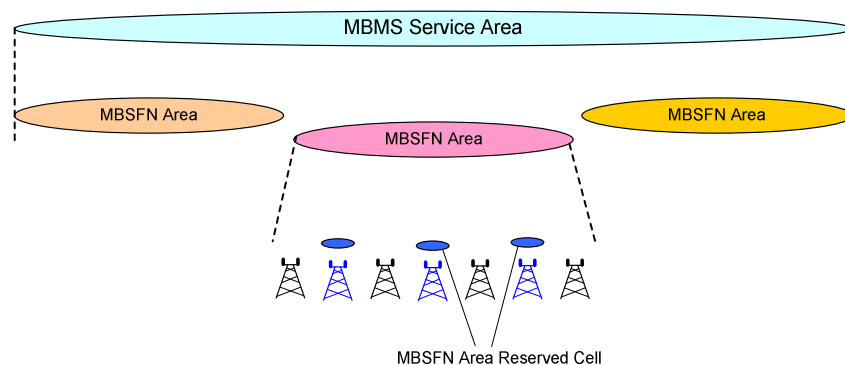 MBMS Service Area
MBSFN Area
MBSFN Area
MBSFN Area
MBSFN Area Reserved Cell